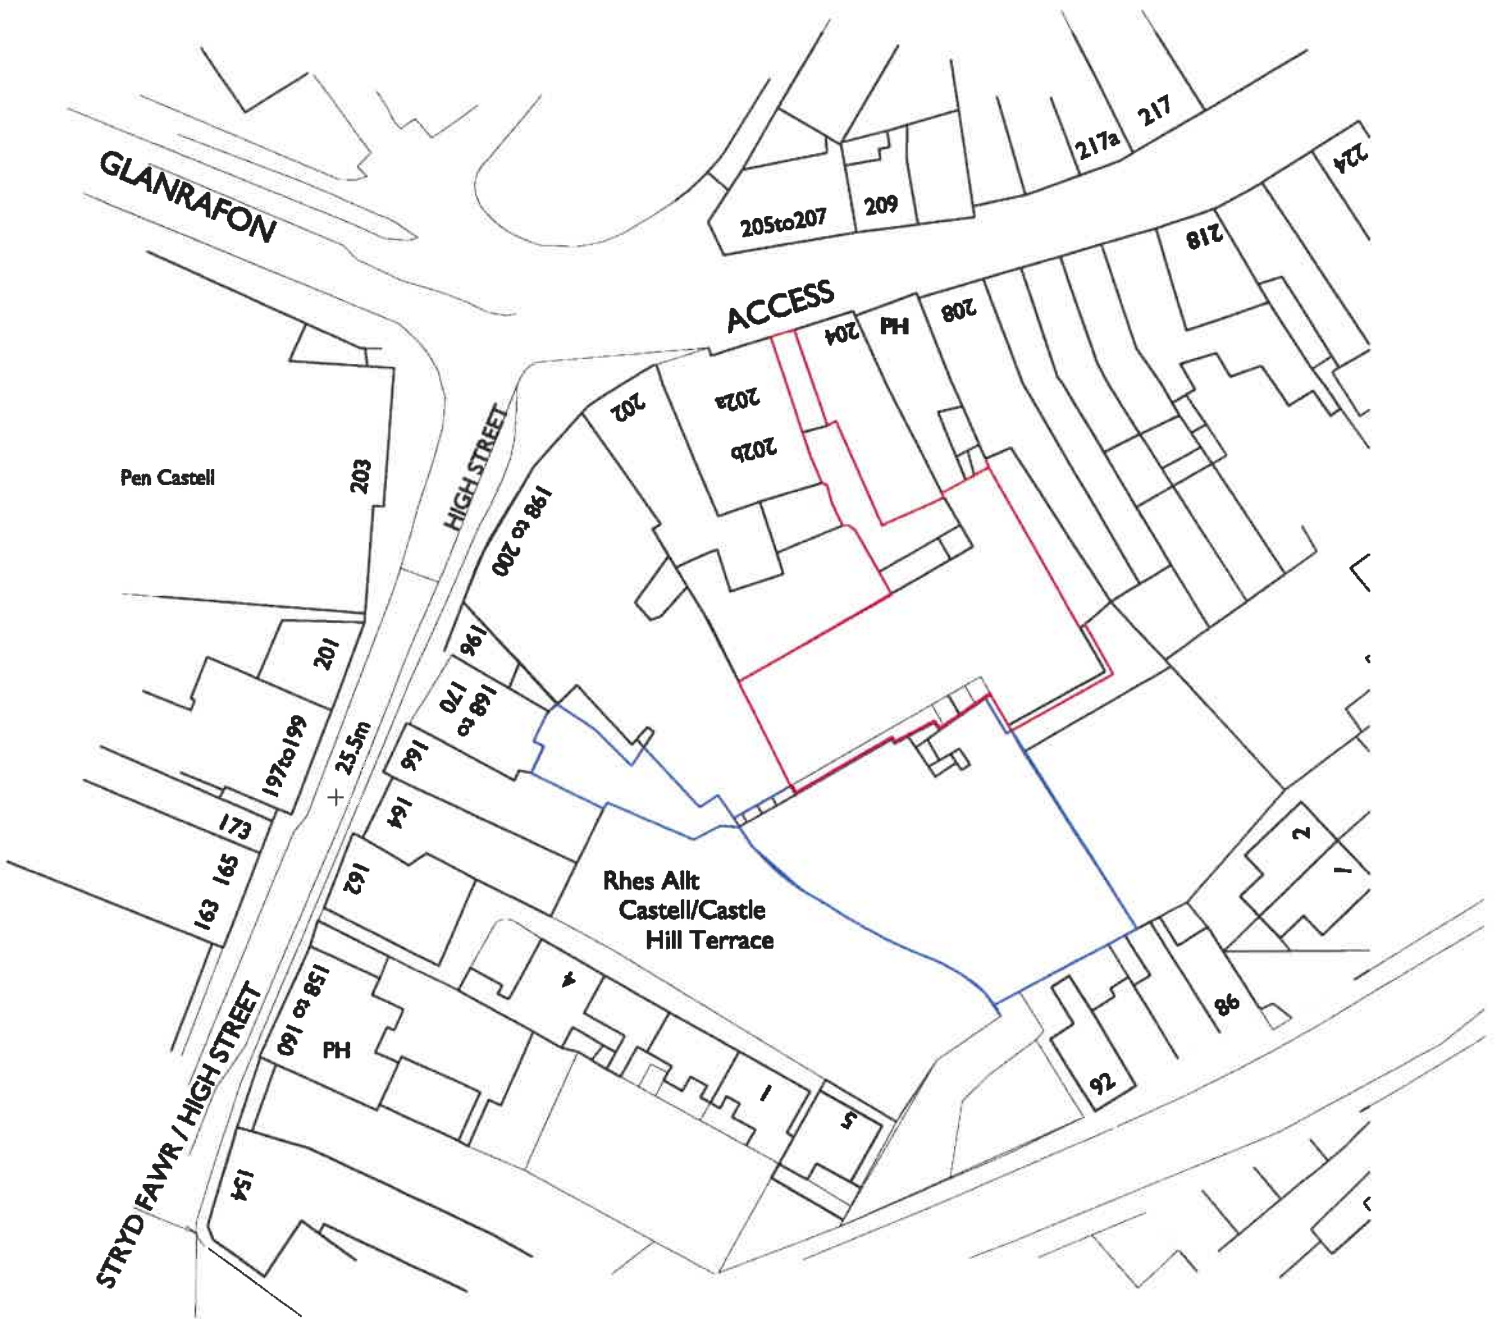 217
217a
224
GLANRAFON
205to207
209
218
ACCESS
204
PH
208
202a
202
202b
HIGH STREET
Pen Castell
203
198 to 200
196
201
168 to
170
197to199
25.5m
166
164
173
165
162
163
2
1
Rhes Allt
Castell/Castle
Hill Terrace
4
158 to 160
PH
86
92
1
5
STRYD FAWR / HIGH STREET
154